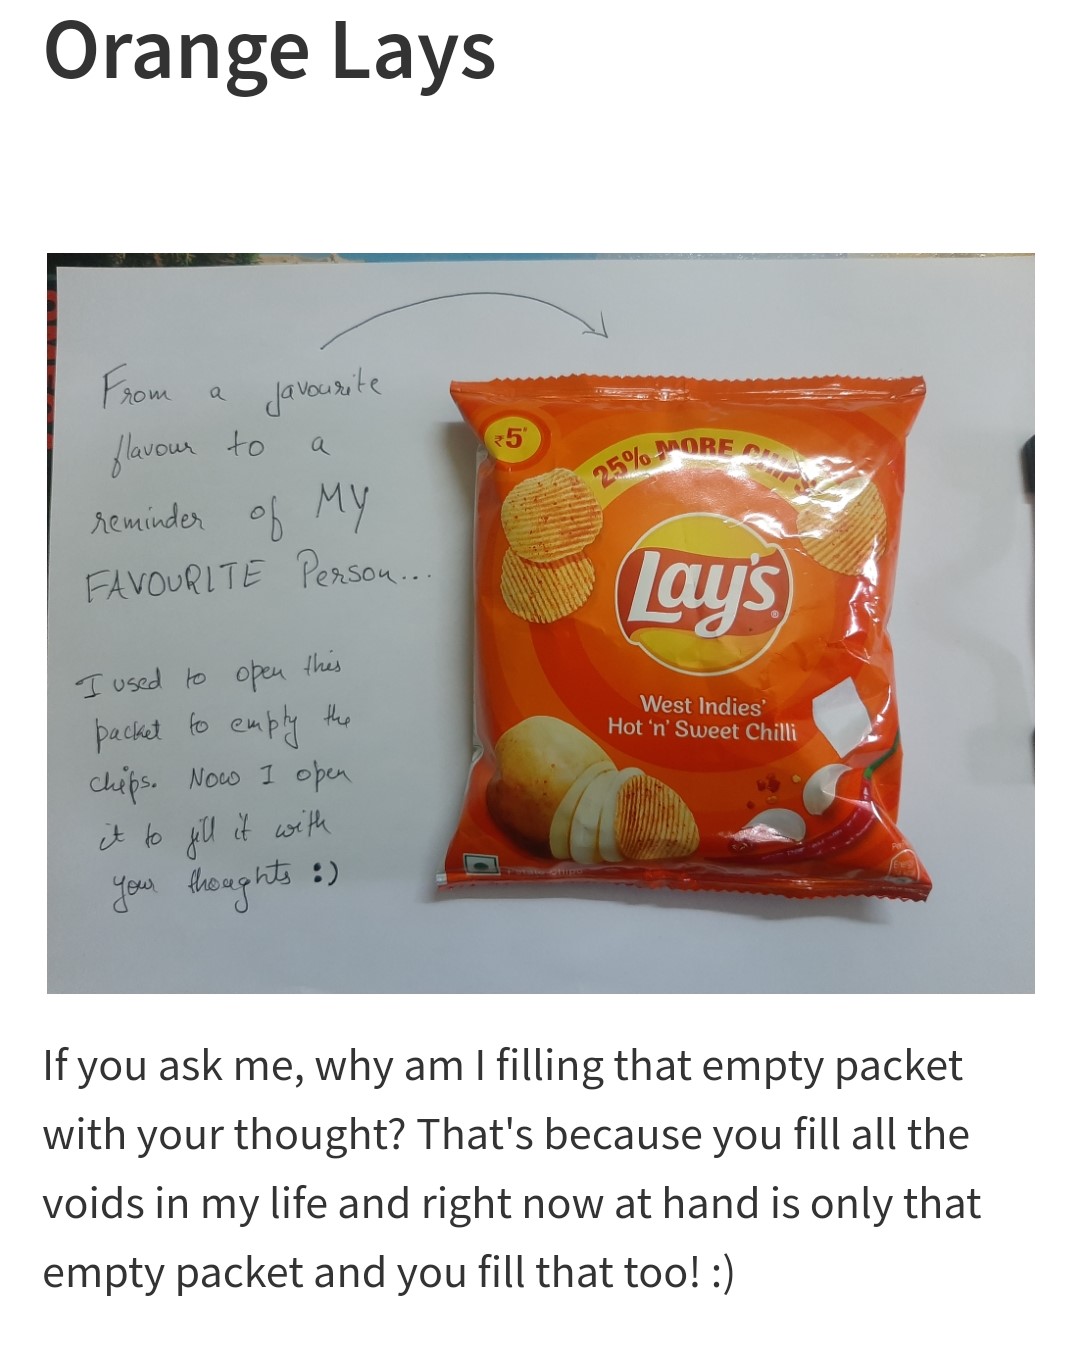 Orange Lays
From a favourite
flavour to a
reminder of MY
FAVOURITE Person...
I used to open this
packet to empty the
chips. Now I open
it to fill it with
your thoughts :)
₹5
25% MORE CHIPS
Lay's
West Indies'
Hot 'n' Sweet Chilli
If you ask me, why am I filling that empty packet
with your thought? That's because you fill all the
voids in my life and right now at hand is only that
empty packet and you fill that too! :)